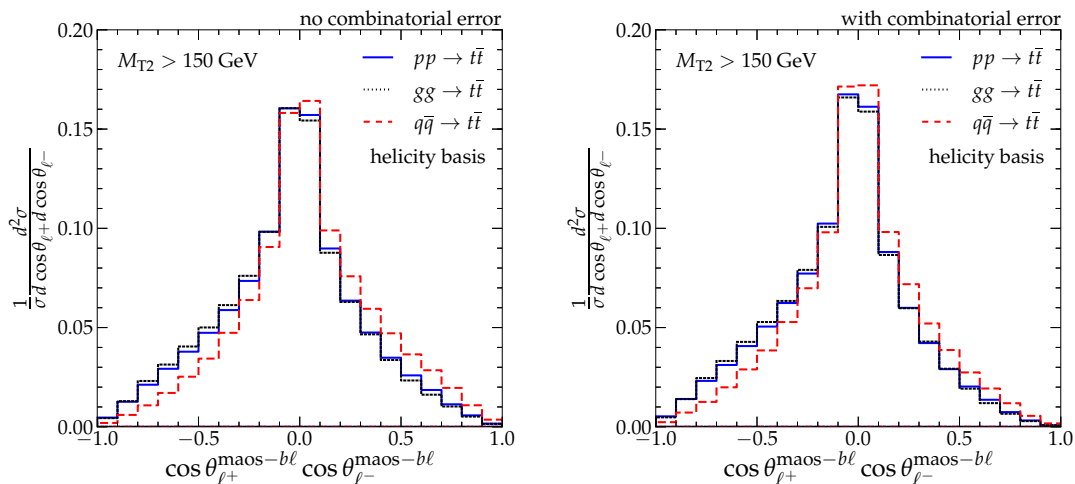 no combinatorial error
0.20
M_T2 > 150 GeV
pp → tt̄
gg → tt̄
qq̄ → tt̄
helicity basis
0.15
0.10
0.05
0.00
1/σ d²σ/(d cos θ_ℓ+ d cos θ_ℓ−)
−1.0 −0.5 0.0 0.5 1.0
cos θ_ℓ+^maos−bℓ cos θ_ℓ−^maos−bℓ
with combinatorial error
0.20
M_T2 > 150 GeV
pp → tt̄
gg → tt̄
qq̄ → tt̄
helicity basis
0.15
0.10
0.05
0.00
1/σ d²σ/(d cos θ_ℓ+ d cos θ_ℓ−)
−1.0 −0.5 0.0 0.5 1.0
cos θ_ℓ+^maos−bℓ cos θ_ℓ−^maos−bℓ